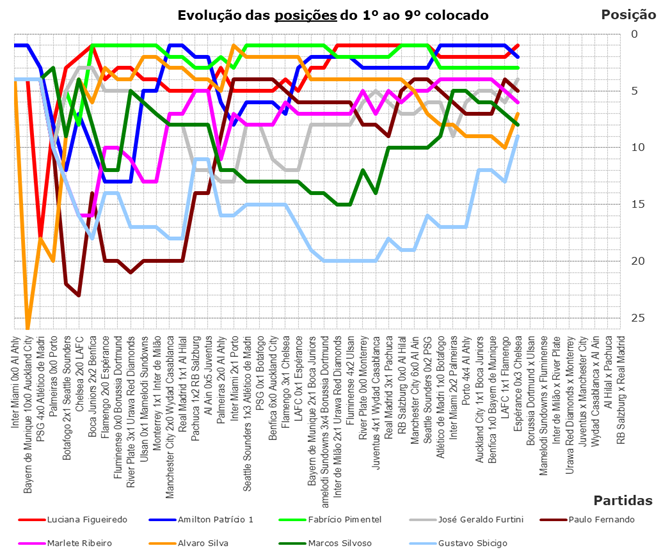 Evolução das posições do 1º ao 9º colocado
Posição
0
5
10
15
20
25
Inter Miami 0x0 Al Ahly
Bayern de Munique 10x0 Auckland City
PSG 4x0 Atlético de Madri
Palmeiras 0x0 Porto
Botafogo 2x1 Seattle Sounders
Chelsea 2x0 LAFC
Boca Juniors 2x2 Benfica
Flamengo 2x0 Espérance
Fluminense 0x0 Borussia Dortmund
River Plate 3x1 Urawa Red Diamonds
Ulsan 0x1 Mamelodi Sundowns
Monterrey 1x1 Inter de Milão
Manchester City 2x0 Wydad Casablanca
Real Madrid 1x1 Al Hilal
Pachuca 1x2 RB Salzburg
Al Ain 0x5 Juventus
Palmeiras 2x0 Al Ahly
Inter Miami 2x1 Porto
Seattle Sounders 1x3 Atlético de Madri
PSG 0x1 Botafogo
Benfica 6x0 Auckland City
Flamengo 3x1 Chelsea
LAFC 0x1 Espérance
Bayern de Munique 2x1 Boca Juniors
amelodi Sundowns 3x4 Borussia Dortmund
Inter de Milão 2x1 Urawa Red Diamonds
Fluminense 4x2 Ulsan
River Plate 0x0 Monterrey
Juventus 4x1 Wydad Casablanca
Real Madrid 3x1 Pachuca
RB Salzburg 0x0 Al Hilal
Manchester City 6x0 Al Ain
Seattle Sounders 0x2 PSG
Atlético de Madri 1x0 Botafogo
Inter Miami 2x2 Palmeiras
Porto 4x4 Al Ahly
Auckland City 1x1 Boca Juniors
Benfica 1x0 Bayern de Munique
LAFC 1x1 Flamengo
Espérance 0x3 Chelsea
Borussia Dortmund x Ulsan
Mamelodi Sundowns x Fluminense
Inter de Milão x River Plate
Urawa Red Diamonds x Monterrey
Juventus x Manchester City
Wydad Casablanca x Al Ain
Al Hilal x Pachuca
RB Salzburg x Real Madrid
Partidas
Luciana Figueiredo
Amilton Patrício 1
Fabrício Pimentel
José Geraldo Furtini
Paulo Fernando
Marlete Ribeiro
Alvaro Silva
Marcos Silvoso
Gustavo Sbicigo